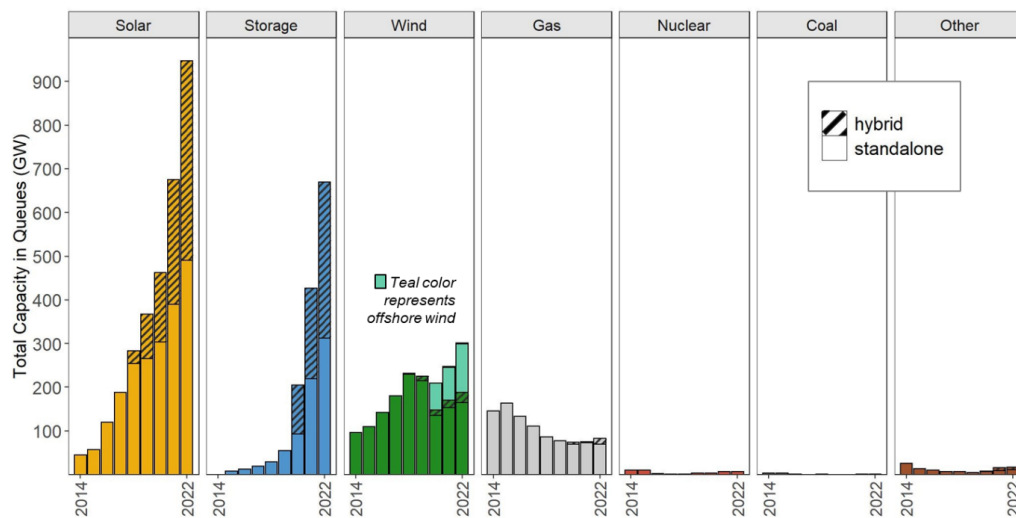 Solar
Storage
Wind
Gas
Nuclear
Coal
Other
Total Capacity in Queues (GW)
900
800
700
600
500
400
300
200
100
hybrid
standalone
Teal color
represents
offshore wind
2014
2022
2014
2022
2014
2022
2014
2022
2014
2022
2014
2022
2014
2022